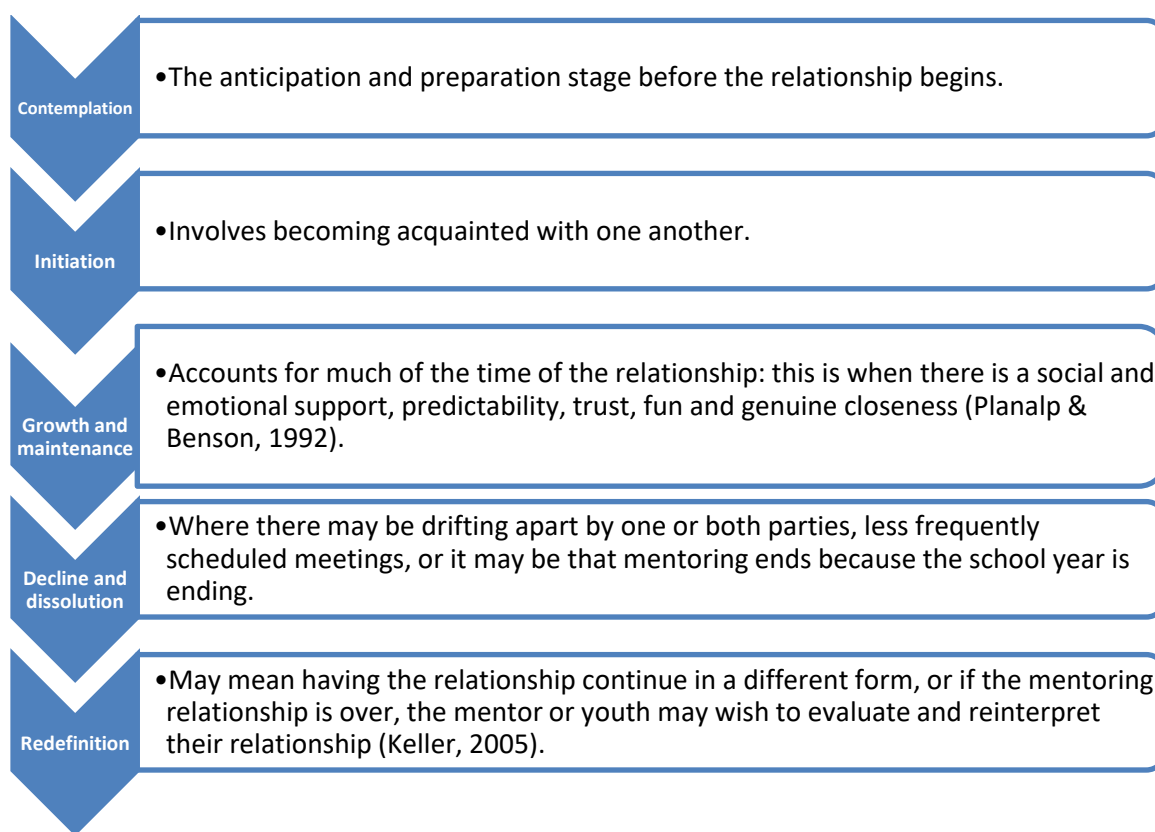 Contemplation
•The anticipation and preparation stage before the relationship begins.
Initiation
•Involves becoming acquainted with one another.
Growth and
maintenance
•Accounts for much of the time of the relationship: this is when there is a social and
emotional support, predictability, trust, fun and genuine closeness (Planalp &
Benson, 1992).
Decline and
dissolution
•Where there may be drifting apart by one or both parties, less frequently
scheduled meetings, or it may be that mentoring ends because the school year is
ending.
Redefinition
•May mean having the relationship continue in a different form, or if the mentoring
relationship is over, the mentor or youth may wish to evaluate and reinterpret
their relationship (Keller, 2005).